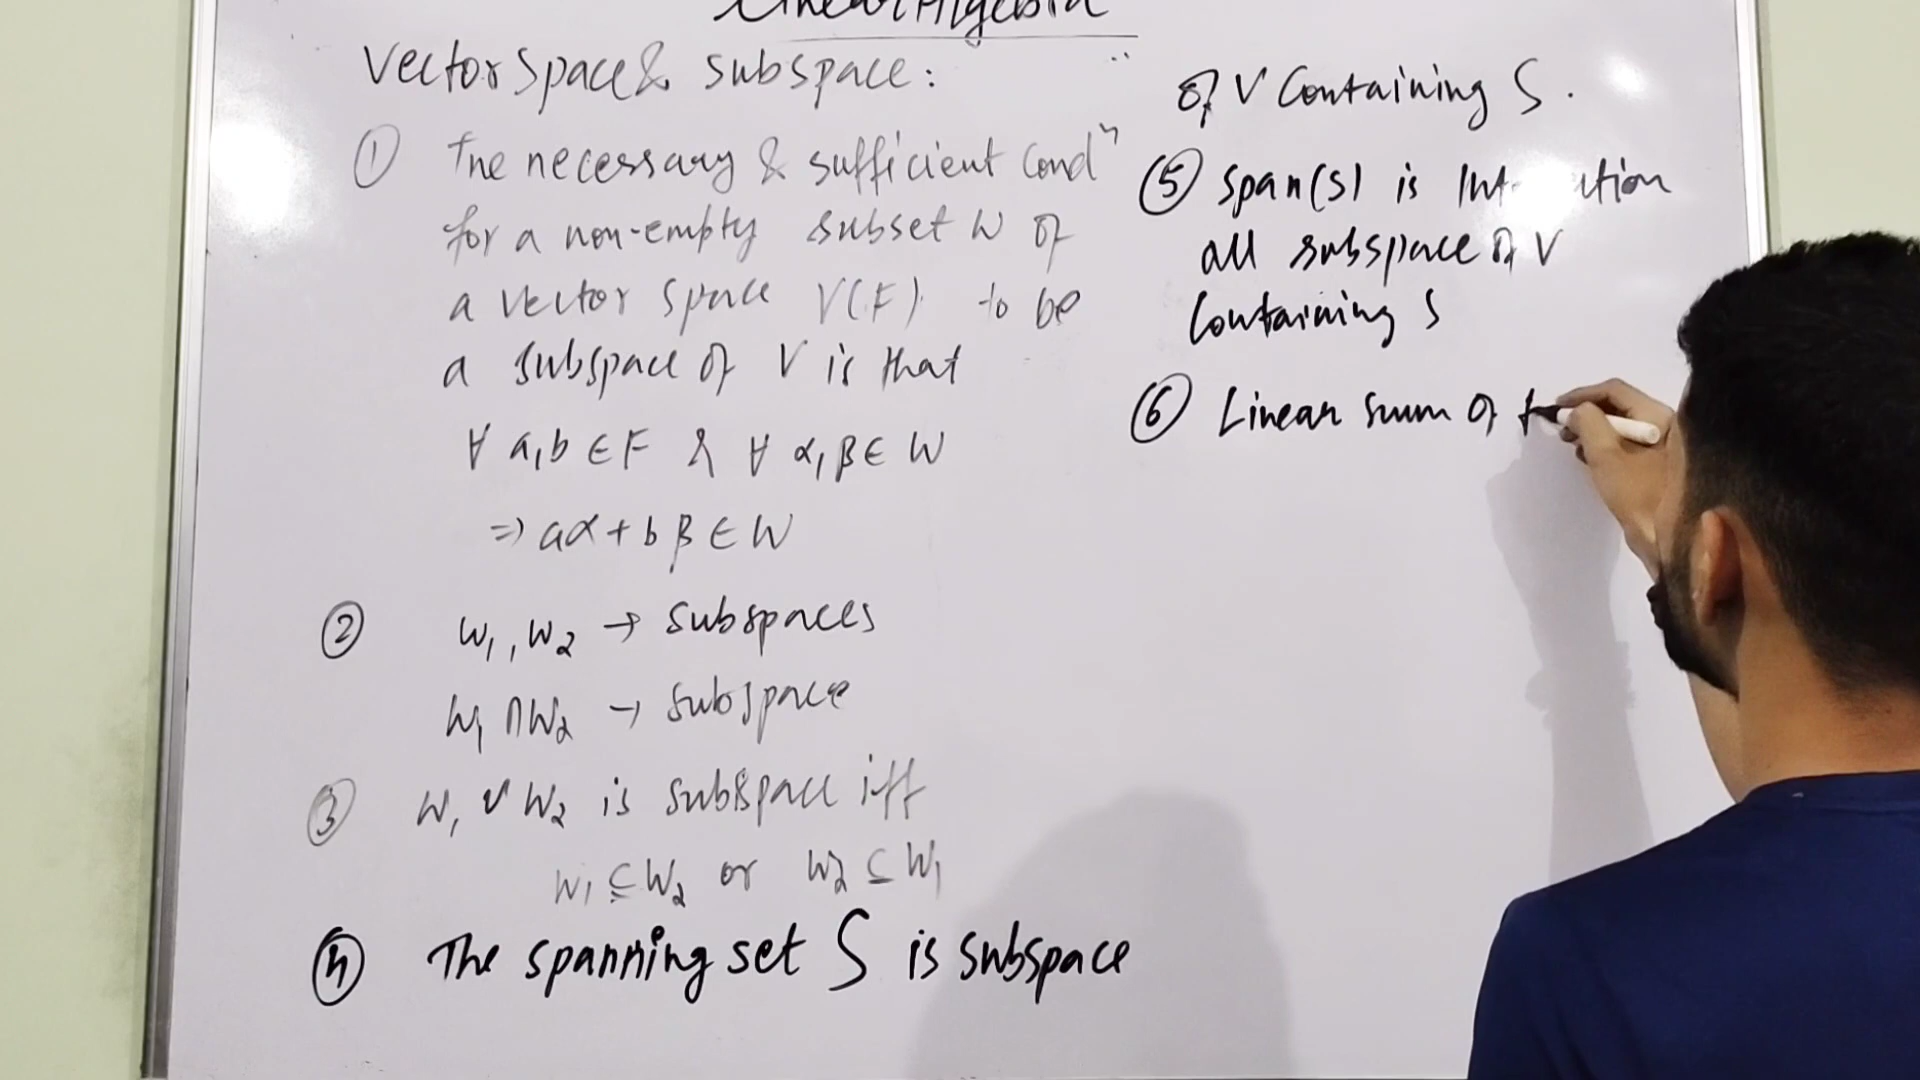 Linear Algebra
Vector Space & subspace:
① The necessary & sufficient condⁿ
for a non-empty subset W of
a vector space V(F) to be
a subspace of V is that
∀ a,b ∈ F & ∀ α,β ∈ W
⇒ aα + bβ ∈ W
② W₁, W₂ → subspaces
W₁ ∩ W₂ → subspace
③ W₁ ∪ W₂ is subspace iff
W₁ ⊆ W₂ or W₂ ⊆ W₁
④ The spanning set S is subspace
of V Containing S.
⑤ span(S) is
all subspace of V
Containing S
⑥ Linear sum of